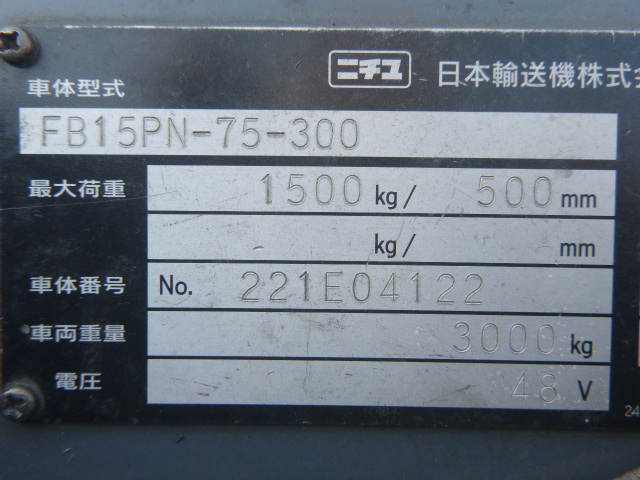 ニチユ 日本輸送機株式会
車体型式
FB15PN-75-300
最大荷重 1500 kg/ 500 mm
kg/ mm
車体番号 No. 221E04122
車両重量 3000 kg
電圧 48 V
24